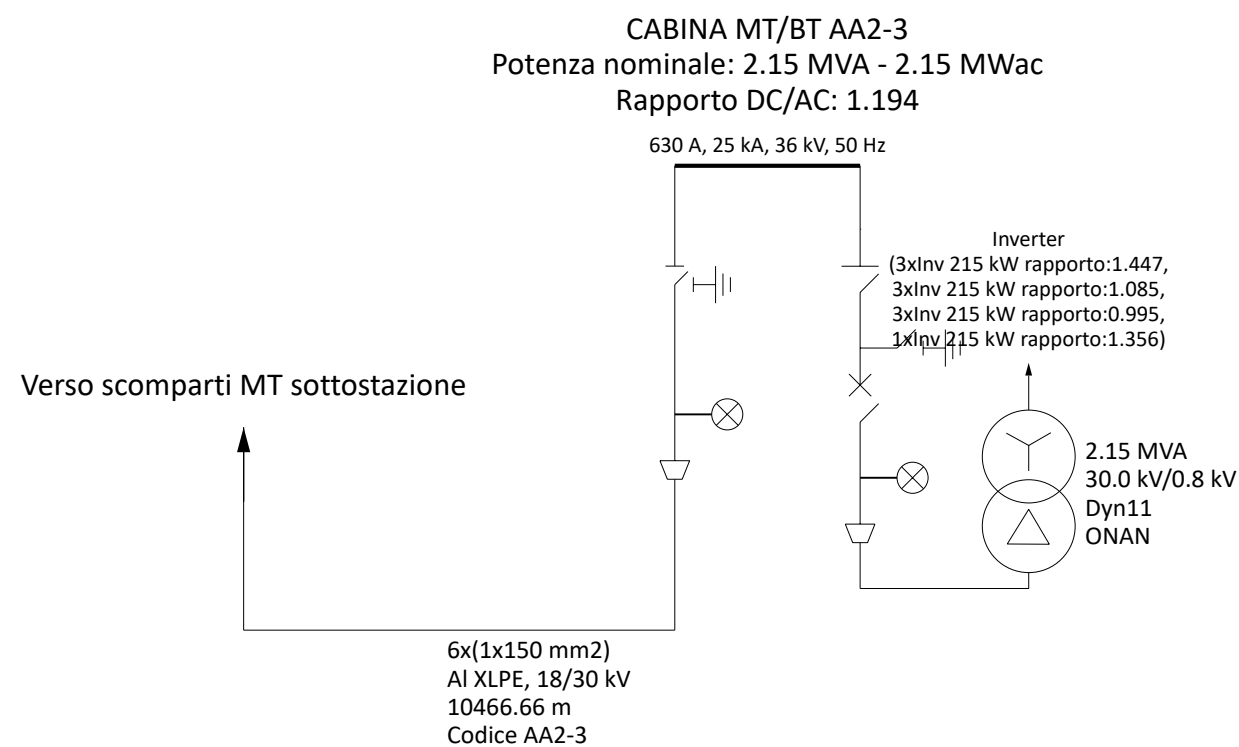 CABINA MT/BT AA2-3
Potenza nominale: 2.15 MVA - 2.15 MWac
Rapporto DC/AC: 1.194
630 A, 25 kA, 36 kV, 50 Hz
Inverter
(3xInv 215 kW rapporto:1.447,
3xInv 215 kW rapporto:1.085,
3xInv 215 kW rapporto:0.995,
1xInv 215 kW rapporto:1.356)
Verso scomparti MT sottostazione
2.15 MVA
30.0 kV/0.8 kV
Dyn11
ONAN
6x(1x150 mm2)
Al XLPE, 18/30 kV
10466.66 m
Codice AA2-3